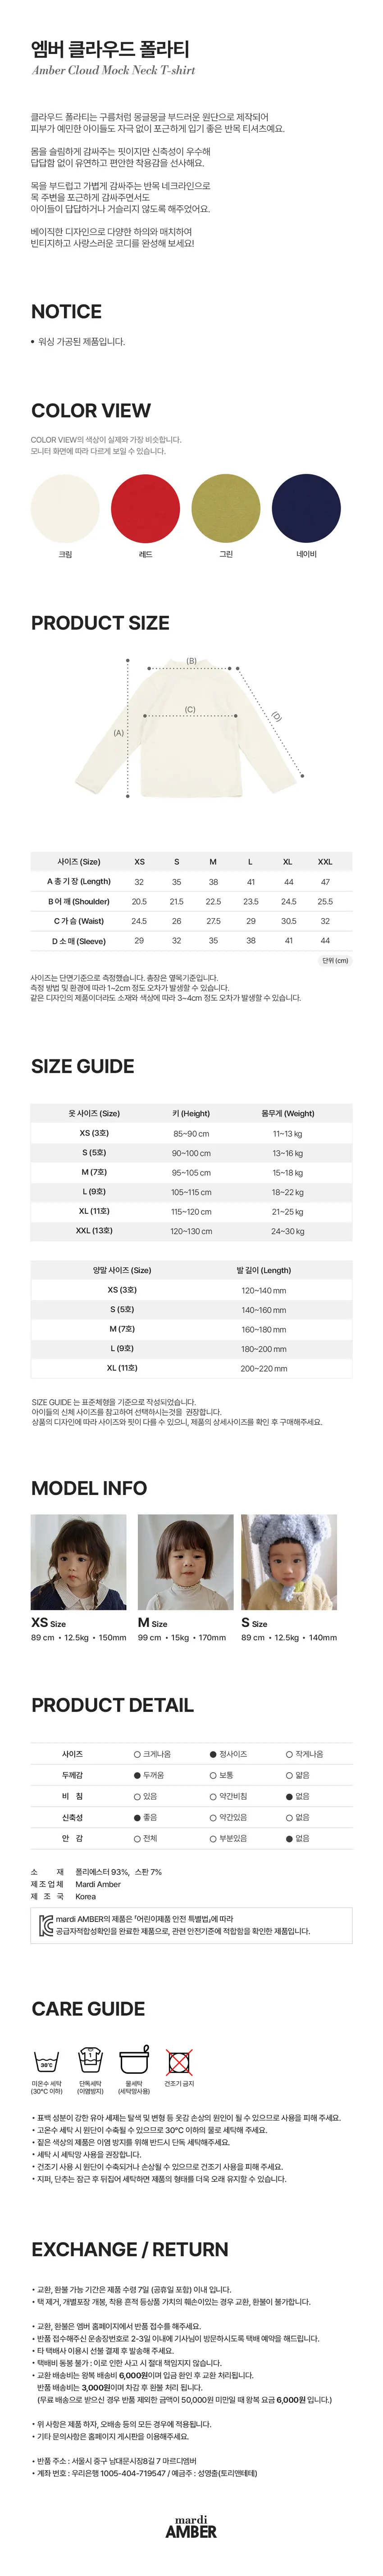 엠버 클라우드 폴라티
Amber Cloud Mock Neck T-shirt
클라우드 폴라티는 구름처럼 몽글몽글 부드러운 원단으로 제작되어
피부가 예민한 아이들도 자극 없이 포근하게 입기 좋은 반목 티셔츠예요.
몸을 슬림하게 감싸주는 핏이지만 신축성이 우수해
답답함 없이 유연하고 편안한 착용감을 선사해요.
목을 부드럽고 가볍게 감싸주는 반목 네크라인으로
목 주변을 포근하게 감싸주면서도
아이들이 답답하거나 거슬리지 않도록 해주었어요.
베이직한 디자인으로 다양한 하의와 매치하여
빈티지하고 사랑스러운 코디를 완성해 보세요!
NOTICE
• 워싱 가공된 제품입니다.
COLOR VIEW
COLOR VIEW의 색상이 실제와 가장 비슷합니다.
모니터 화면에 따라 다르게 보일 수 있습니다.
크림 레드 그린 네이비
PRODUCT SIZE
(B)
(C)
(D)
(A)
사이즈 (Size) XS S M L XL XXL
A 총 기 장 (Length) 32 35 38 41 44 47
B 어 깨 (Shoulder) 20.5 21.5 22.5 23.5 24.5 25.5
C 가 슴 (Waist) 24.5 26 27.5 29 30.5 32
D 소 매 (Sleeve) 29 32 35 38 41 44
단위 (cm)
사이즈는 단면기준으로 측정했습니다. 총장은 옆목기준입니다.
측정 방법 및 환경에 따라 1~2cm 정도 오차가 발생할 수 있습니다.
같은 디자인의 제품이더라도 소재와 색상에 따라 3~4cm 정도 오차가 발생할 수 있습니다.
SIZE GUIDE
옷 사이즈 (Size) 키 (Height) 몸무게 (Weight)
XS (3호) 85~90 cm 11~13 kg
S (5호) 90~100 cm 13~16 kg
M (7호) 95~105 cm 15~18 kg
L (9호) 105~115 cm 18~22 kg
XL (11호) 115~120 cm 21~25 kg
XXL (13호) 120~130 cm 24~30 kg
양말 사이즈 (Size) 발 길이 (Length)
XS (3호) 120~140 mm
S (5호) 140~160 mm
M (7호) 160~180 mm
L (9호) 180~200 mm
XL (11호) 200~220 mm
SIZE GUIDE 는 표준체형을 기준으로 작성되었습니다.
아이들의 신체 사이즈를 참고하여 선택하시는것을 권장합니다.
상품의 디자인에 따라 사이즈와 핏이 다를 수 있으니, 제품의 상세사이즈를 확인 후 구매해주세요.
MODEL INFO
XS Size M Size S Size
89 cm • 12.5kg • 150mm 99 cm • 15kg • 170mm 89 cm • 12.5kg • 140mm
PRODUCT DETAIL
사이즈 ○ 크게나옴 ● 정사이즈 ○ 작게나옴
두께감 ● 두꺼움 ○ 보통 ○ 얇음
비 침 ○ 있음 ○ 약간비침 ● 없음
신축성 ● 좋음 ○ 약간있음 ○ 없음
안 감 ○ 전체 ○ 부분있음 ● 없음
소 재 폴리에스터 93%, 스판 7%
제조업체 Mardi Amber
제 조 국 Korea
mardi AMBER의 제품은 「어린이제품 안전 특별법」에 따라
공급자적합성확인을 완료한 제품으로, 관련 안전기준에 적합함을 확인한 제품입니다.
CARE GUIDE
30°C 1
미온수 세탁 단독세탁 울세탁 건조기 금지
(30°C 이하) (이염방지) (세탁망사용)
• 표백 성분이 강한 유아 세제는 탈색 및 변형 등 옷감 손상의 원인이 될 수 있으므로 사용을 피해 주세요.
• 고온수 세탁 시 원단이 수축될 수 있으므로 30°C 이하의 물로 세탁해 주세요.
• 짙은 색상의 제품은 이염 방지를 위해 반드시 단독 세탁해주세요.
• 세탁 시 세탁망 사용을 권장합니다.
• 건조기 사용 시 원단이 수축되거나 손상될 수 있으므로 건조기 사용을 피해 주세요.
• 지퍼, 단추는 잠근 후 뒤집어 세탁하면 제품의 형태를 더욱 오래 유지할 수 있습니다.
EXCHANGE / RETURN
• 교환, 환불 가능 기간은 제품 수령 7일 (공휴일 포함) 이내 입니다.
• 택 제거, 개별포장 개봉, 착용 흔적 등상품 가치의 훼손이있는 경우 교환, 환불이 불가합니다.
• 교환, 환불은 엠버 홈페이지에서 반품 접수를 해주세요.
• 반품 접수해주신 운송장번호로 2-3일 이내에 기사님이 방문하시도록 택배 예약을 해드립니다.
• 타 택배사 이용시 선불 결제 후 발송해 주세요.
• 택배비 동봉 불가 : 이로 인한 사고 시 절대 책임지지 않습니다.
• 교환 배송비는 왕복 배송비 6,000원이며 입금 환인 후 교환 처리됩니다.
반품 배송비는 3,000원이며 차감 후 환불 처리 됩니다.
(무료 배송으로 받으신 경우 반품 제외한 금액이 50,000원 미만일 때 왕복 요금 6,000원 입니다.)
• 위 사항은 제품 하자, 오배송 등의 모든 경우에 적용됩니다.
• 기타 문의사항은 홈페이지 게시판을 이용해주세요.
• 반품 주소 : 서울시 중구 남대문시장8길 7 마르디엠버
• 계좌 번호 : 우리은행 1005-404-719547 / 예금주 : 성영출(토리앤테테)
mardi
AMBER